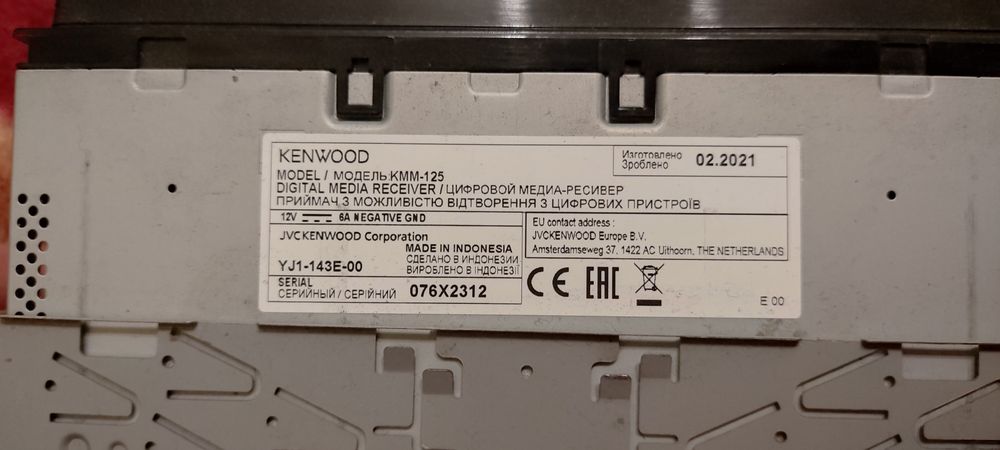 KENWOOD
Изготовлено
Зроблено 02.2021
MODEL / МОДЕЛЬ:KMM-125
DIGITAL MEDIA RECEIVER / ЦИФРОВОЙ МЕДИА-РЕСИВЕР
ПРИЙМАЧ З МОЖЛИВІСТЮ ВІДТВОРЕННЯ З ЦИФРОВИХ ПРИСТРОЇВ
12V 6A NEGATIVE GND
JVCKENWOOD Corporation
MADE IN INDONESIA
СДЕЛАНО В ИНДОНЕЗИИ
YJ1-143E-00 ВИРОБЛЕНО В ІНДОНЕЗІЇ
SERIAL
СЕРИЙНЫЙ / СЕРІЙНИЙ 076X2312
EU contact address :
JVCKENWOOD Europe B.V.
Amsterdamseweg 37, 1422 AC Uithoorn, THE NETHERLANDS
CE EAC
E 00